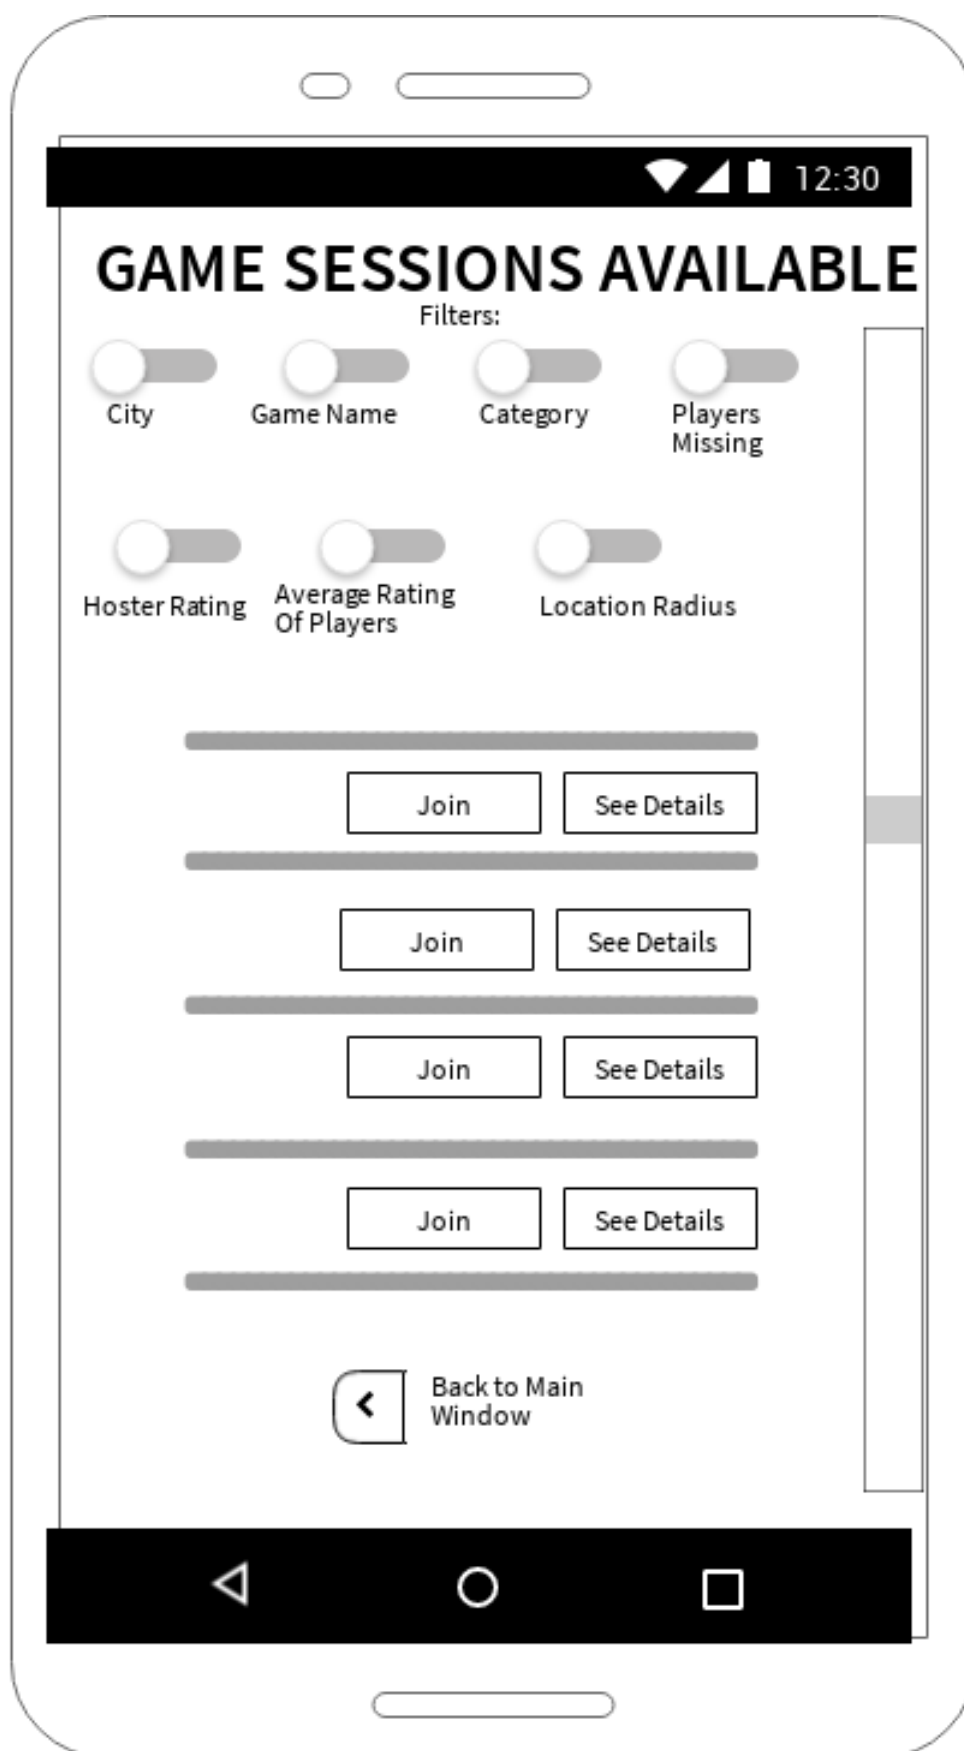 12:30
GAME SESSIONS AVAILABLE
Filters:
City Game Name Category Players
Missing
Hoster Rating Average Rating
Of Players Location Radius
Join See Details
Join See Details
Join See Details
Join See Details
Back to Main
Window